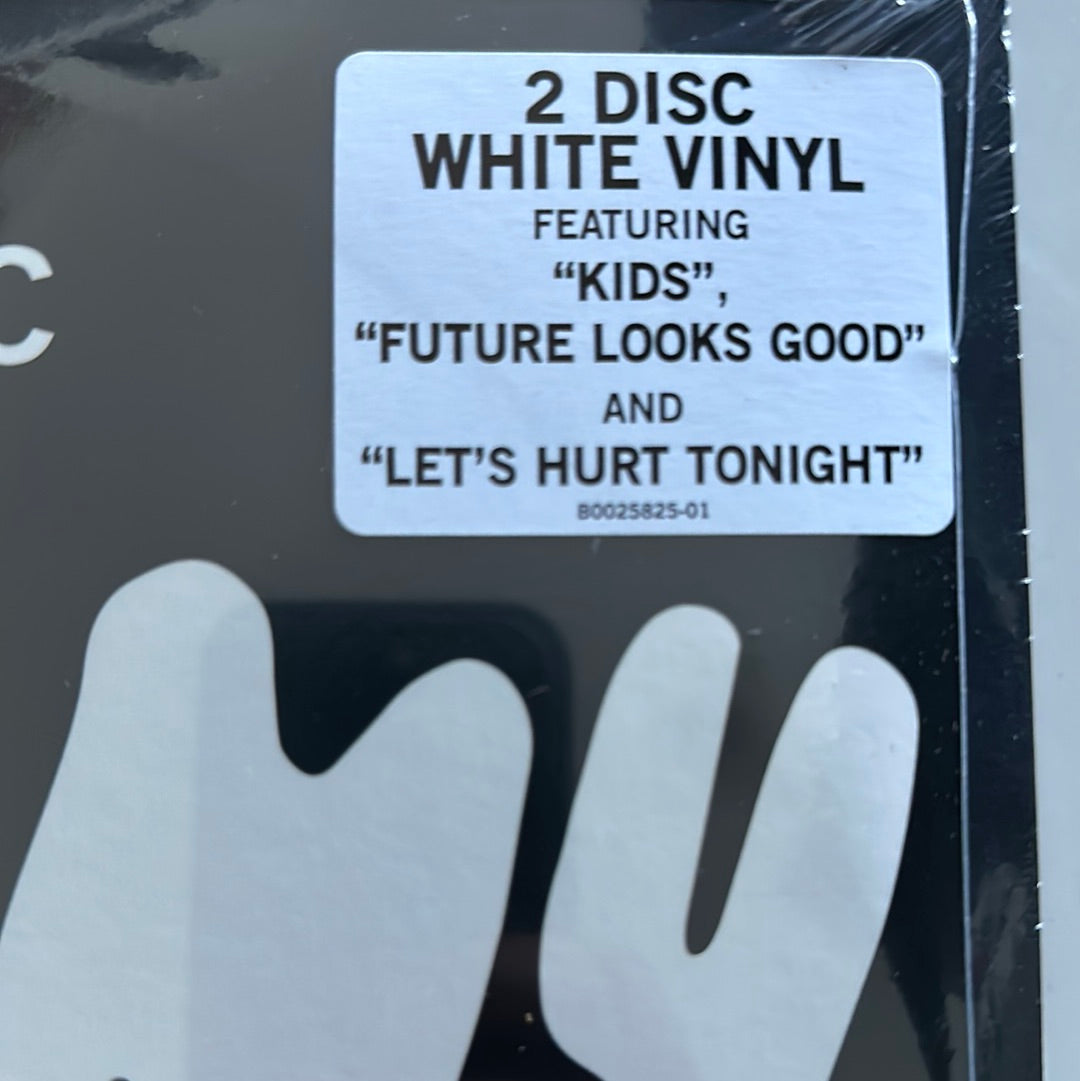 2 DISC
WHITE VINYL
FEATURING
“KIDS”,
“FUTURE LOOKS GOOD”
AND
“LET’S HURT TONIGHT”
B0025825-01
C